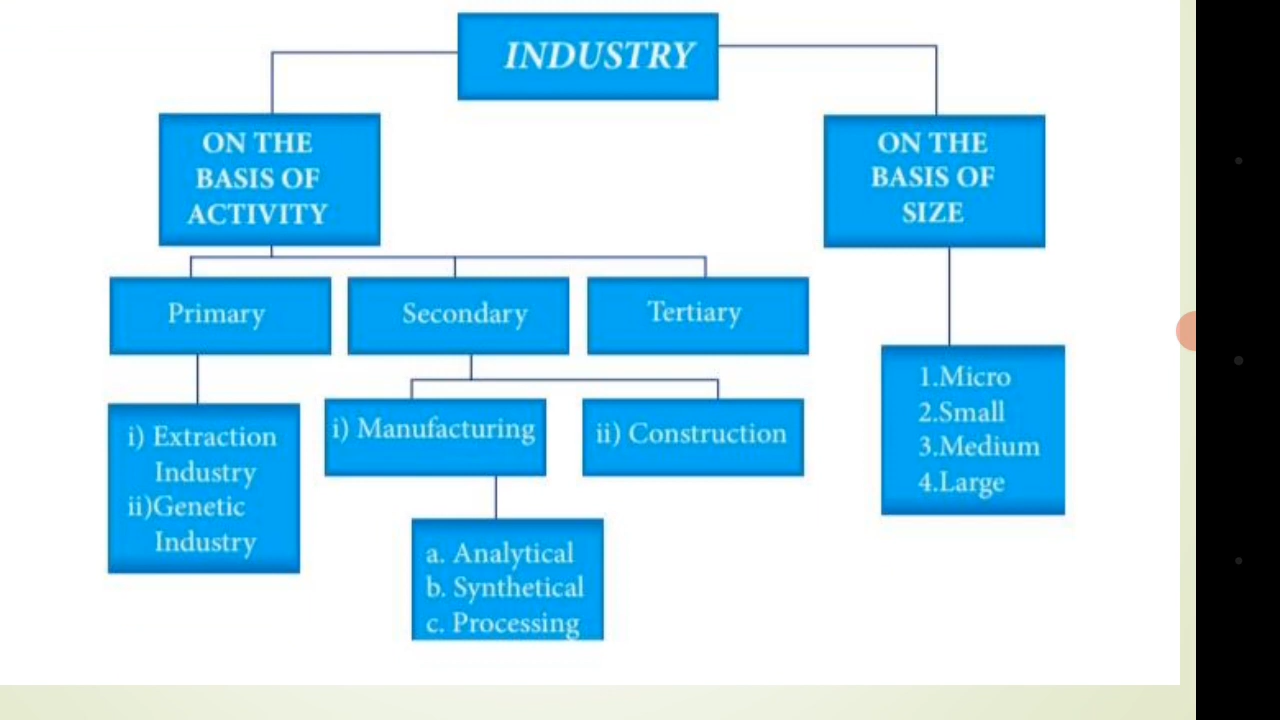 INDUSTRY
ON THE
BASIS OF
ACTIVITY
ON THE
BASIS OF
SIZE
Primary
Secondary
Tertiary
i) Extraction
Industry
ii)Genetic
Industry
i) Manufacturing
ii) Construction
a. Analytical
b. Synthetical
c. Processing
1.Micro
2.Small
3.Medium
4.Large